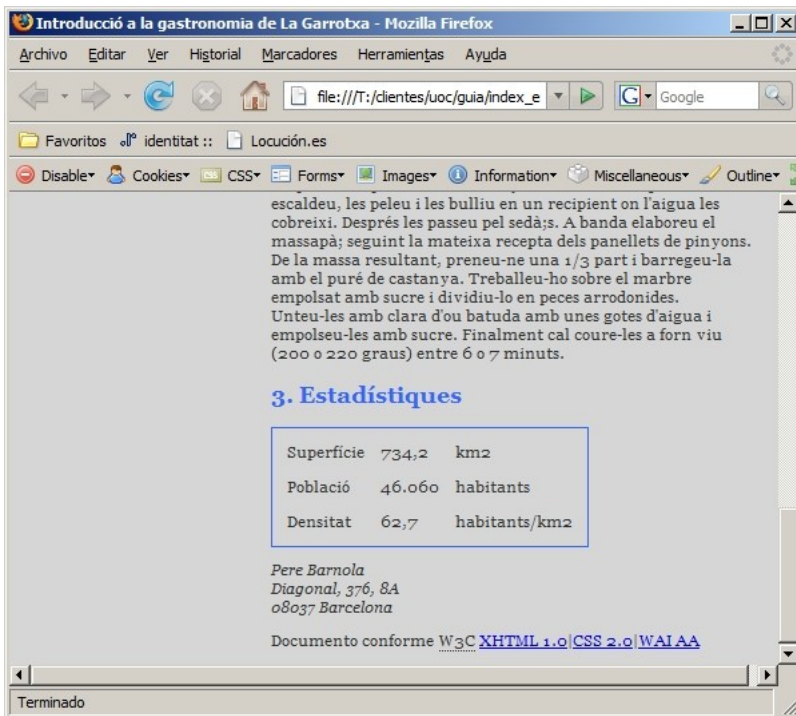 Introducció a la gastronomia de La Garrotxa - Mozilla Firefox
Archivo Editar Ver Historial Marcadores Herramientas Ayuda
file:///T:/clientes/uoc/guia/index_e G Google
Favoritos identitat :: Locución.es
Disable Cookies CSS Forms Images Information Miscellaneous Outline
escaldeu, les peleu i les bulliu en un recipient on l'aigua les
cobreixi. Després les passeu pel sedà;s. A banda elaboreu el
massapà; seguint la mateixa recepta dels panellets de pinyons.
De la massa resultant, preneu-ne una 1/3 part i barregeu-la
amb el puré de castanya. Treballeu-ho sobre el marbre
empolsat amb sucre i dividiu-lo en peces arrodonides.
Unteu-les amb clara d'ou batuda amb unes gotes d'aigua i
empolseu-les amb sucre. Finalment cal coure-les a forn viu
(200 o 220 graus) entre 6 o 7 minuts.
3. Estadístiques
Superfície 734,2 km2
Població 46.060 habitants
Densitat 62,7 habitants/km2
Pere Barnola
Diagonal, 376, 8A
08037 Barcelona
Documento conforme W3C XHTML 1.0|CSS 2.0|WAI AA
Terminado